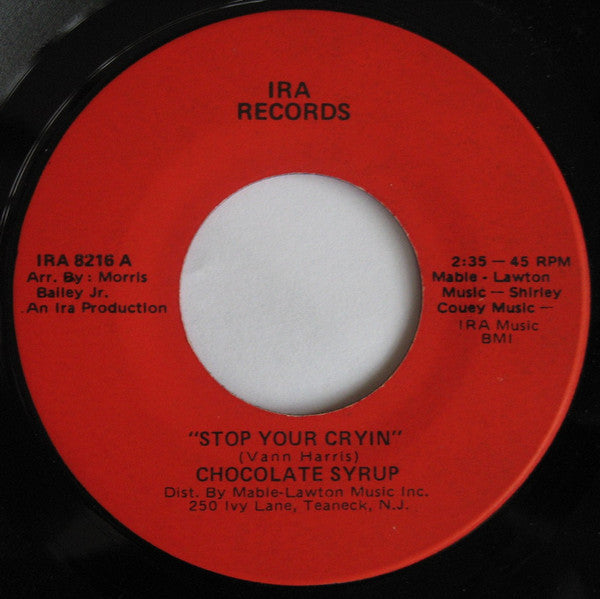 IRA
RECORDS
IRA 8216 A
Arr. By : Morris
Bailey Jr.
An Ira Production
2:35 — 45 RPM
Mable - Lawton
Music — Shirley
Couey Music —
IRA Music
BMI
"STOP YOUR CRYIN"
(Vann Harris)
CHOCOLATE SYRUP
Dist. By Mable-Lawton Music Inc.
250 Ivy Lane, Teaneck, N.J.